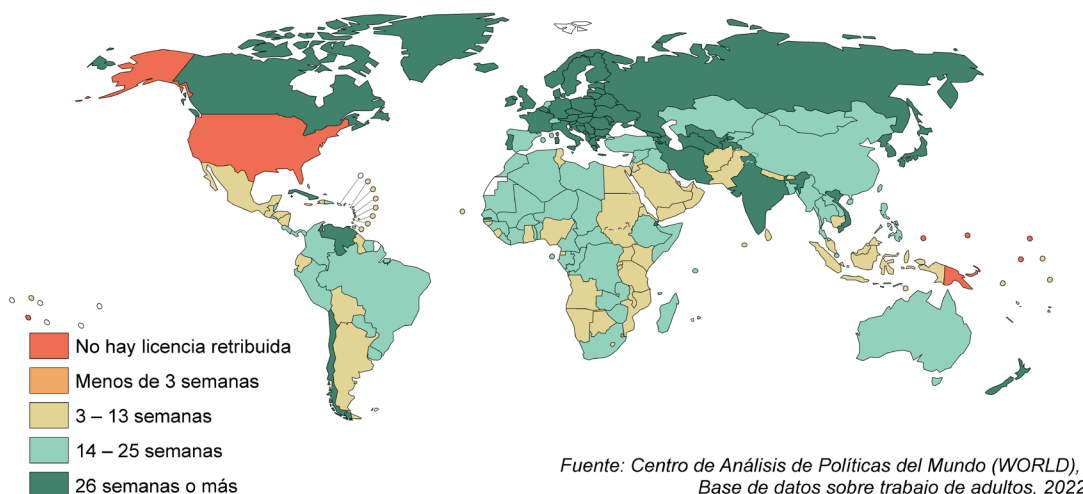 No hay licencia retribuida
Menos de 3 semanas
3 – 13 semanas
14 – 25 semanas
26 semanas o más
Fuente: Centro de Análisis de Políticas del Mundo (WORLD),
Base de datos sobre trabajo de adultos, 2022